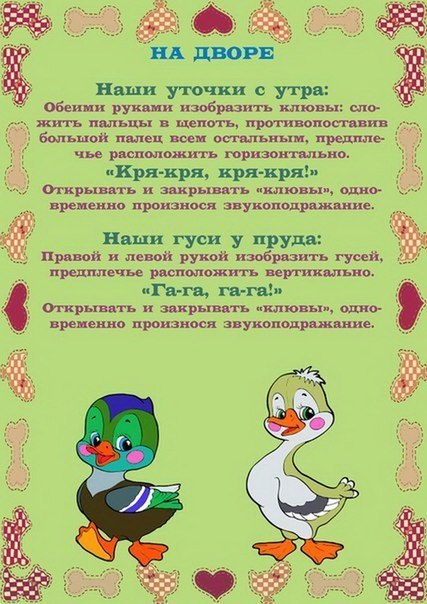 НА ДВОРЕ
Наши уточки с утра:
Обеими руками изобразить клювы: сло-
жить пальцы в щепоть, противопоставив
большой палец всем остальным, предпле-
чье расположить горизонтально.
«Кря-кря, кря-кря!»
Открывать и закрывать «клювы», одно-
временно произнося звукоподражание.
Наши гуси у пруда:
Правой и левой рукой изобразить гусей,
предплечье расположить вертикально.
«Га-га, га-га!»
Открывать и закрывать «клювы», одно-
временно произнося звукоподражание.